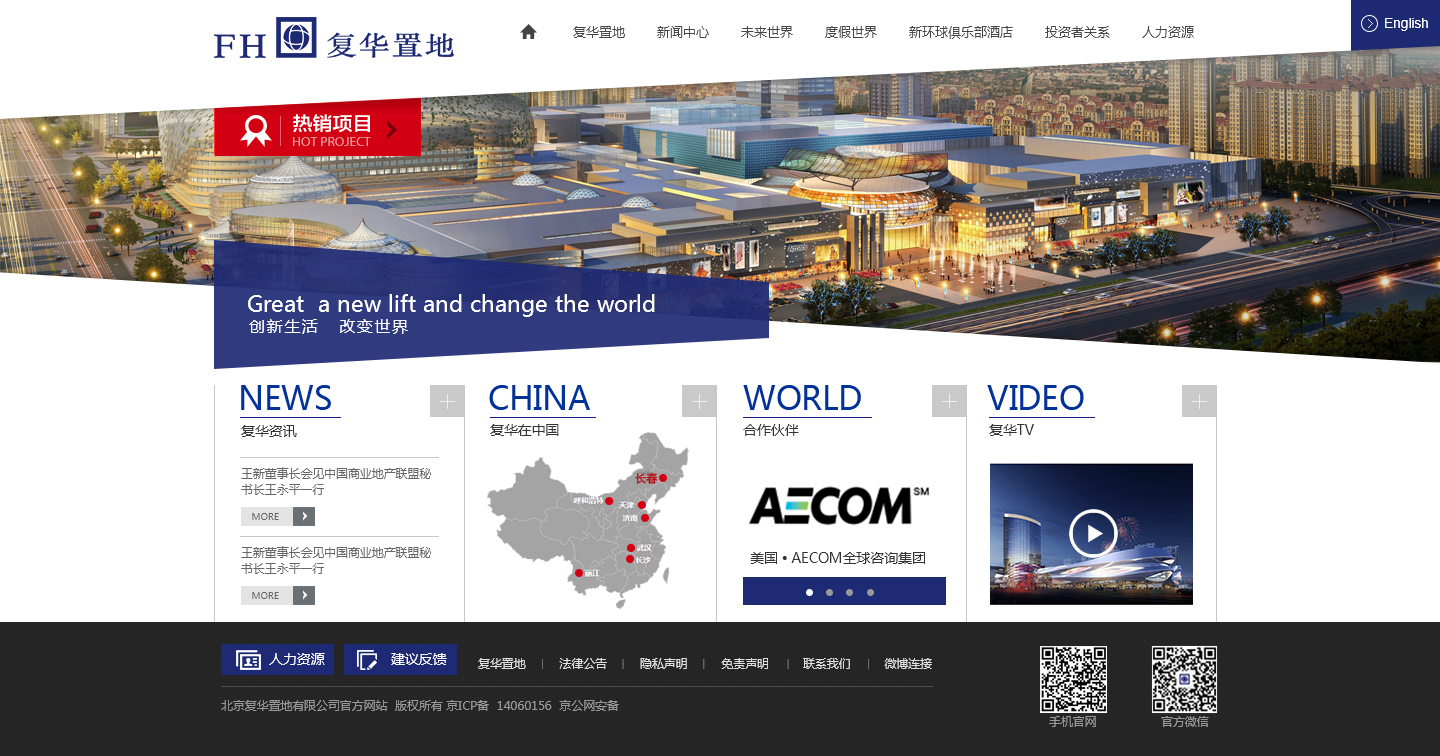 FH 复华置地
复华置地 新闻中心 未来世界 度假世界 新环球俱乐部酒店 投资者关系 人力资源
English
热销项目
HOT PROJECT
Great a new lift and change the world
创新生活 改变世界
NEWS
复华资讯
王新董事长会见中国商业地产联盟秘
书长王永平一行
MORE
王新董事长会见中国商业地产联盟秘
书长王永平一行
MORE
CHINA
复华在中国
长春
呼和浩特
天津
济南
武汉
长沙
丽江
WORLD
合作伙伴
AECOM SM
美国 • AECOM全球咨询集团
VIDEO
复华TV
人力资源 建议反馈 复华置地 | 法律公告 | 隐私声明 | 免责声明 | 联系我们 | 微博连接
北京复华置地有限公司官方网站 版权所有 京ICP备 14060156 京公网安备
手机官网 官方微信